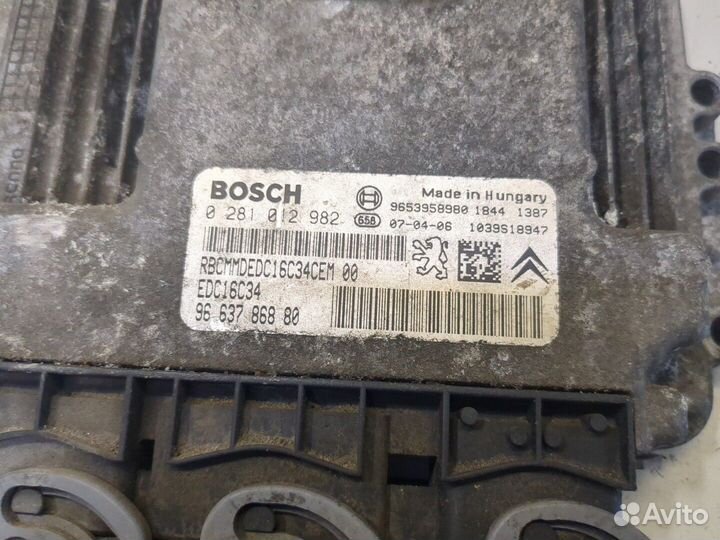 BOSCH
Made in Hungary
0 281 012 982
658
9653958980 1844 1387
07-04-06 1039S18947
RBCMMDEDC16C34CEM 00
EDC16C34
96 637 868 80
Avito